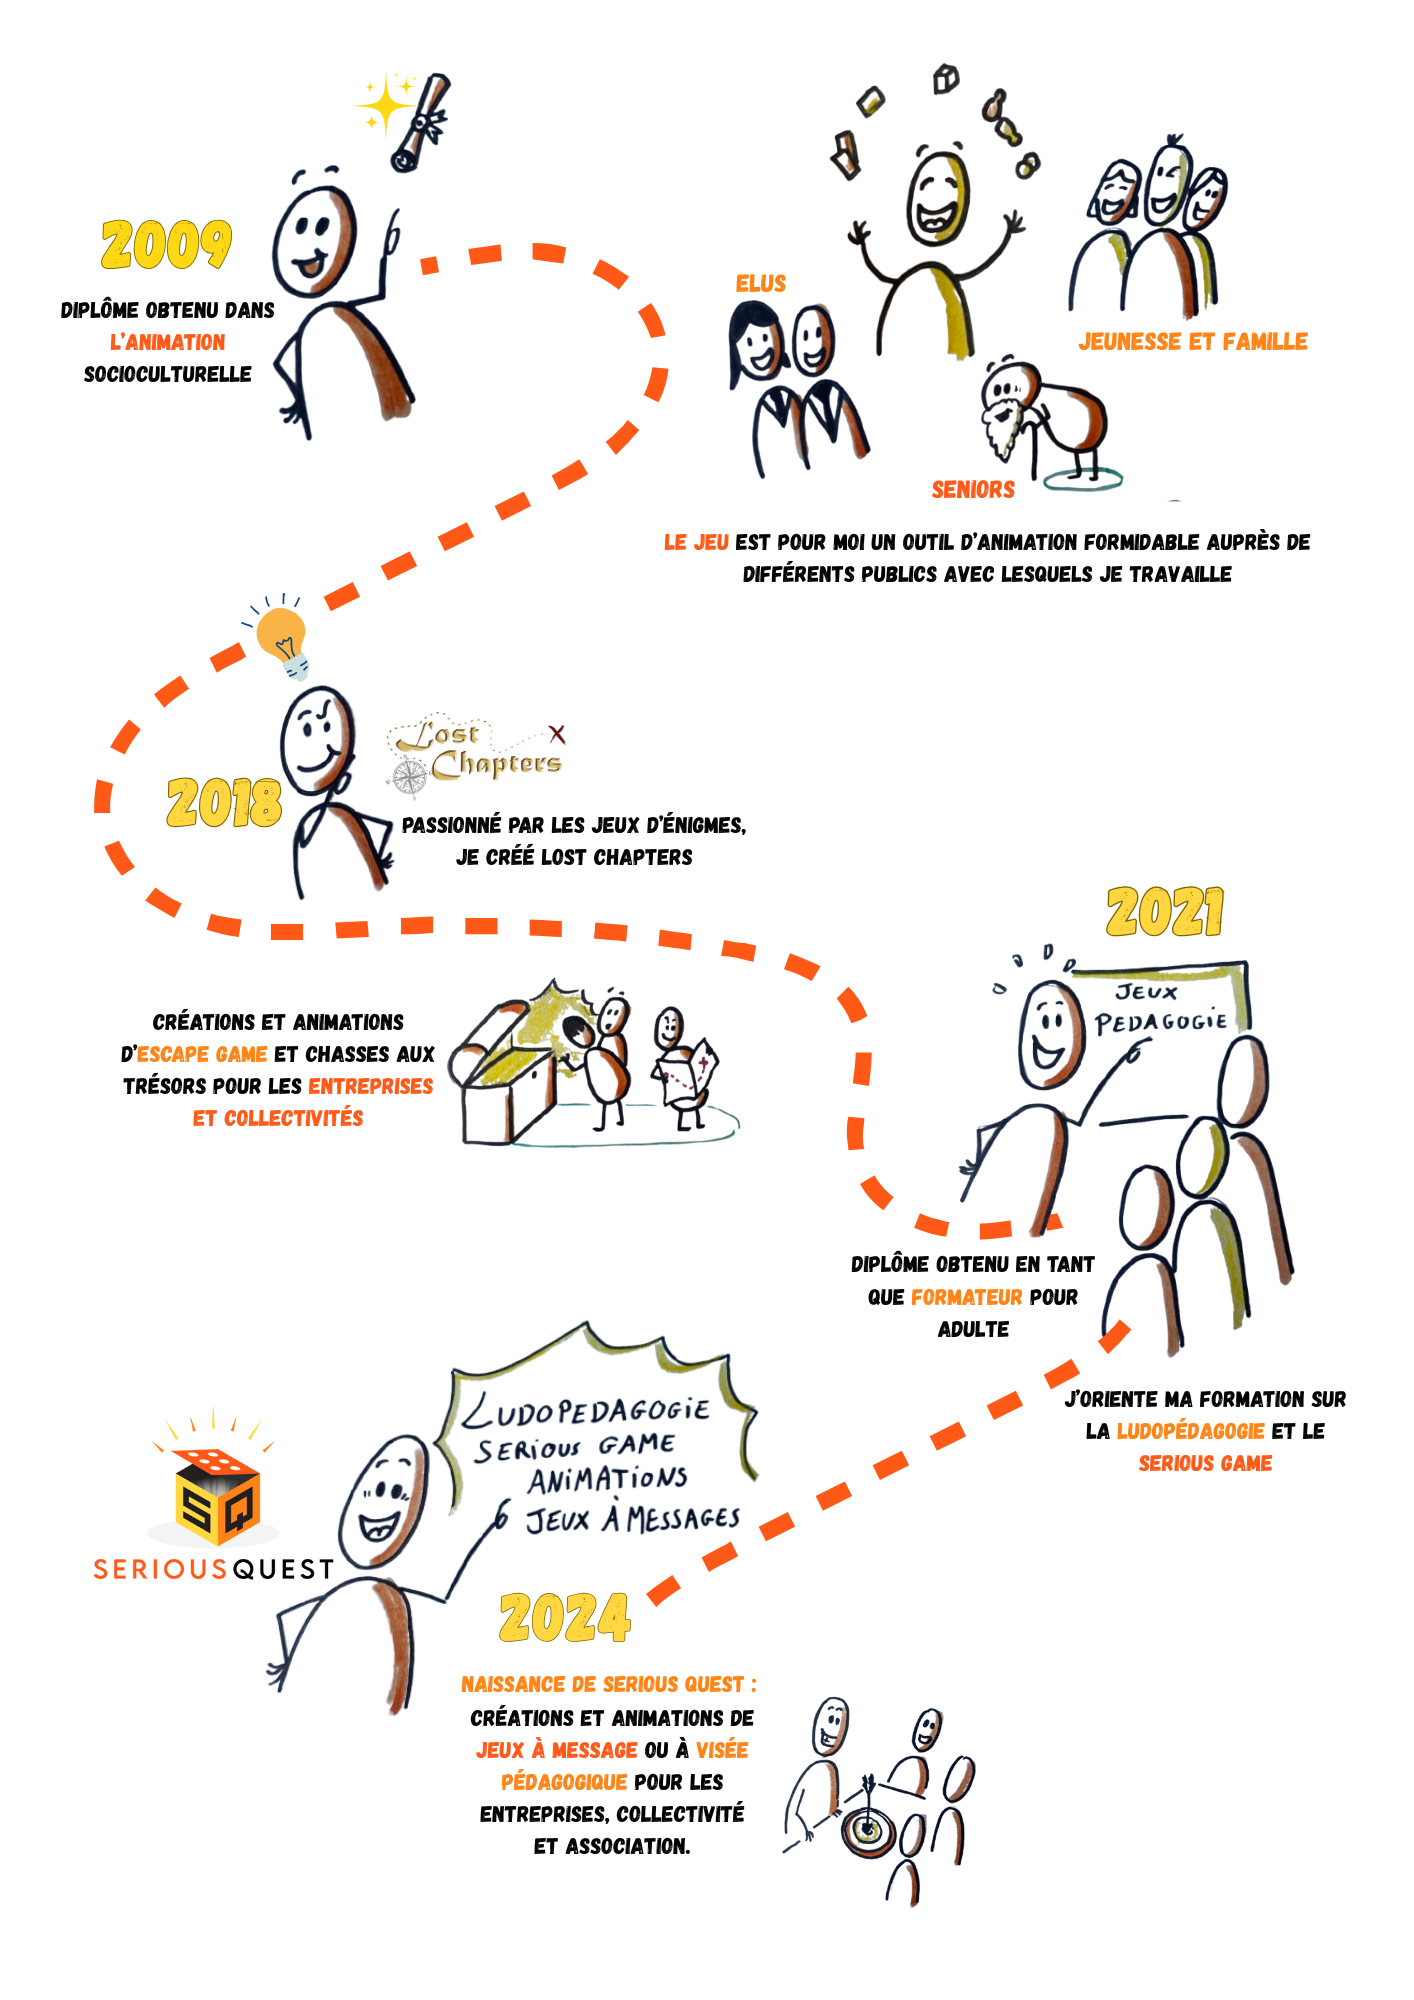 2009
DIPLÔME OBTENU DANS
L'ANIMATION
SOCIOCULTURELLE
ELUS
JEUNESSE ET FAMILLE
SENIORS
LE JEU EST POUR MOI UN OUTIL D'ANIMATION FORMIDABLE AUPRÈS DE
DIFFÉRENTS PUBLICS AVEC LESQUELS JE TRAVAILLE
2018
Lost
Chapters
PASSIONNÉ PAR LES JEUX D'ÉNIGMES,
JE CRÉÉ LOST CHAPTERS
CRÉATIONS ET ANIMATIONS
D'ESCAPE GAME ET CHASSES AUX
TRÉSORS POUR LES ENTREPRISES
ET COLLECTIVITÉS
2021
JEUX
PEDAGOGIE
DIPLÔME OBTENU EN TANT
QUE FORMATEUR POUR
ADULTE
J'ORIENTE MA FORMATION SUR
LA LUDOPÉDAGOGIE ET LE
SERIOUS GAME
LUDOPEDAGOGIE
SERIOUS GAME
ANIMATIONS
JEUX À MESSAGES
SQ
SERIOUSQUEST
2024
NAISSANCE DE SERIOUS QUEST :
CRÉATIONS ET ANIMATIONS DE
JEUX À MESSAGE OU À VISÉE
PÉDAGOGIQUE POUR LES
ENTREPRISES, COLLECTIVITÉ
ET ASSOCIATION.